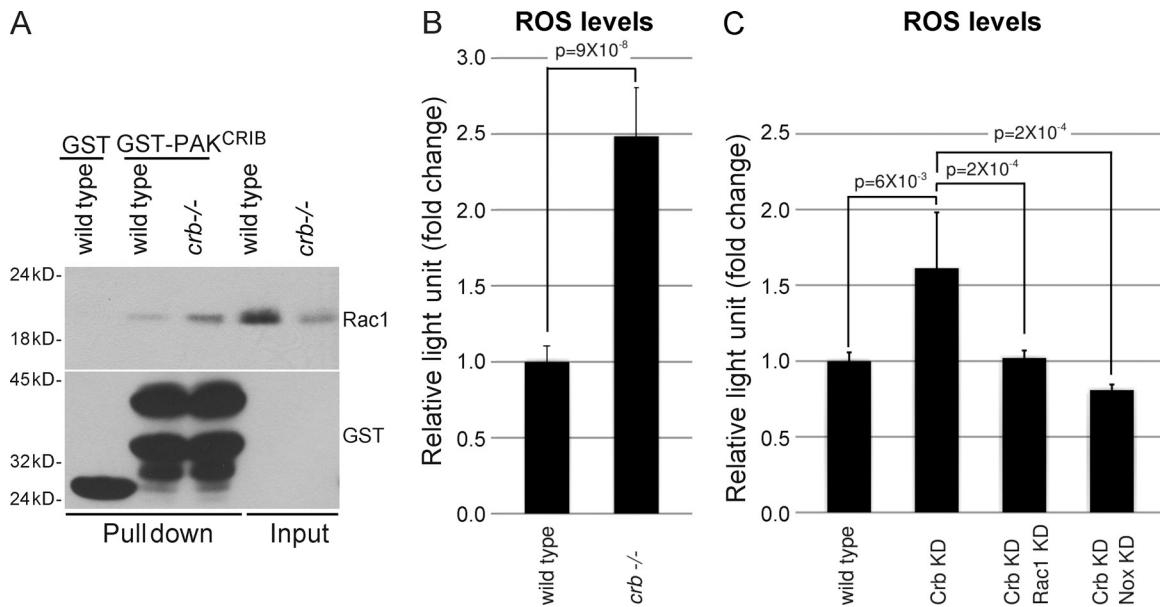 A
GST GST-PAK^CRIB
wild type
wild type
crb-/-
wild type
crb-/-
24kD-
Rac1
18kD-
45kD-
GST
32kD-
24kD-
Pull down Input
B ROS levels
Relative light unit (fold change)
3.0
2.5
2.0
1.5
1.0
0.5
0.0
p=9X10⁻⁸
wild type
crb -/-
C ROS levels
Relative light unit (fold change)
2.5
2.0
1.5
1.0
0.5
0.0
p=2X10⁻⁴
p=6X10⁻³
p=2X10⁻⁴
wild type
Crb KD
Crb KD
Rac1 KD
Crb KD
Nox KD